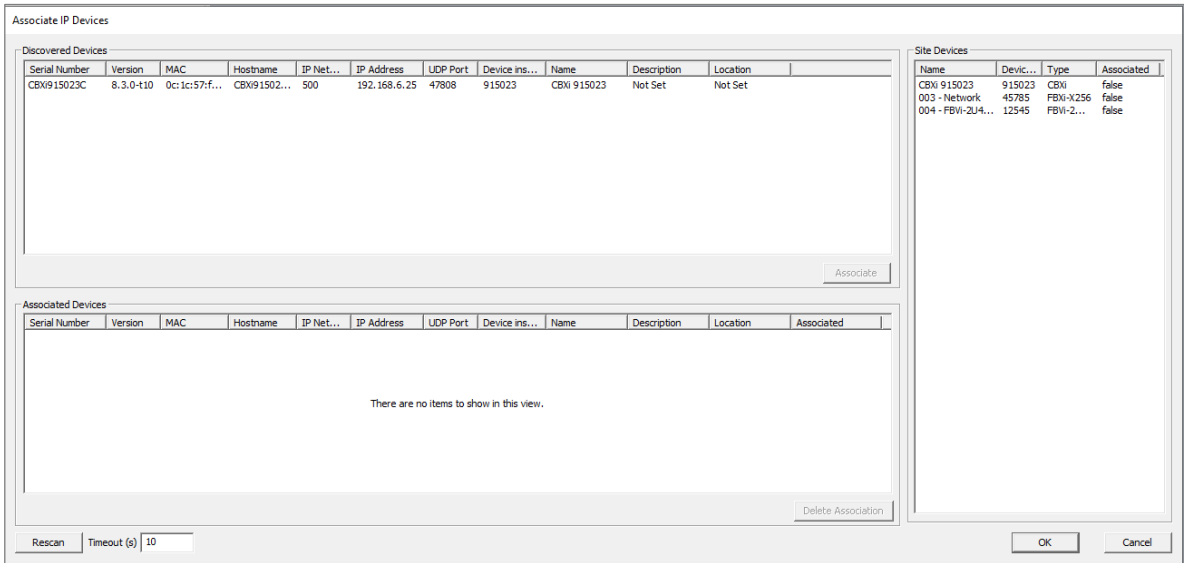 Associate IP Devices
Discovered Devices
Serial Number Version MAC Hostname IP Net... IP Address UDP Port Device ins... Name Description Location
CBXi915023C 8.3.0-t10 0c:1c:57:f... CBXi91502... 500 192.168.6.25 47808 915023 CBXi 915023 Not Set Not Set
Associate
Associated Devices
Serial Number Version MAC Hostname IP Net... IP Address UDP Port Device ins... Name Description Location Associated
There are no items to show in this view.
Delete Association
Site Devices
Name Devic... Type Associated
CBXi 915023 915023 CBXi false
003 - Network 45785 FBXi-X256 false
004 - FBVi-2U4... 12545 FBVi-2... false
Rescan Timeout (s) 10
OK Cancel